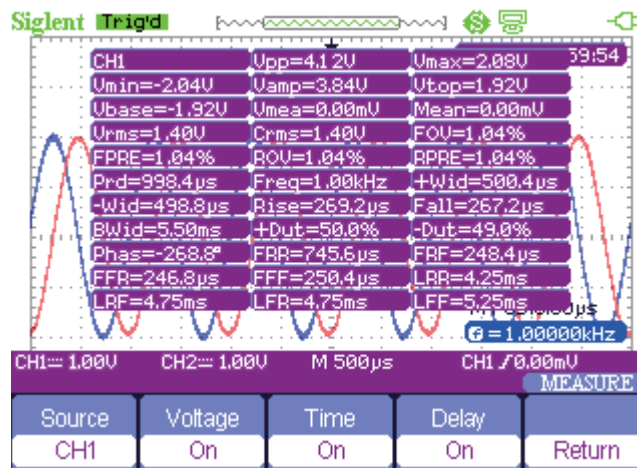 Siglent Trig'd
59:54
CH1 Vpp=4.12V Vmax=2.08V
Vmin=-2.04V Vamp=3.84V Vtop=1.92V
Vbase=-1.92V Vmea=0.00mV Mean=0.00mV
Vrms=1.40V Crms=1.40V FOV=1.04%
FPRE=1.04% ROV=1.04% RPRE=1.04%
Prd=998.4µs Freq=1.00kHz +Wid=500.4µs
-Wid=498.8µs Rise=269.2µs Fall=267.2µs
BWid=5.50ms +Dut=50.0% -Dut=49.0%
Phas=-268.8° FRR=745.6µs FRF=248.4µs
FFR=246.8µs FFF=250.4µs LRR=4.25ms
LRF=4.75ms LFR=4.75ms LFF=5.25ms
f=1.00000kHz
CH1 1.00V CH2 1.00V M 500µs CH1 0.00mV
MEASURE
Source Voltage Time Delay
CH1 On On On Return